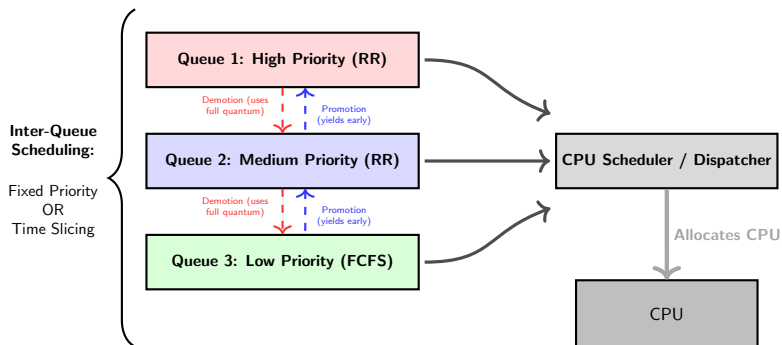 Queue 1: High Priority (RR)
Demotion (uses
full quantum)
Promotion
(yields early)
Inter-Queue
Scheduling:
Fixed Priority
OR
Time Slicing
Queue 2: Medium Priority (RR)
CPU Scheduler / Dispatcher
Demotion (uses
full quantum)
Promotion
(yields early)
Allocates CPU
Queue 3: Low Priority (FCFS)
CPU